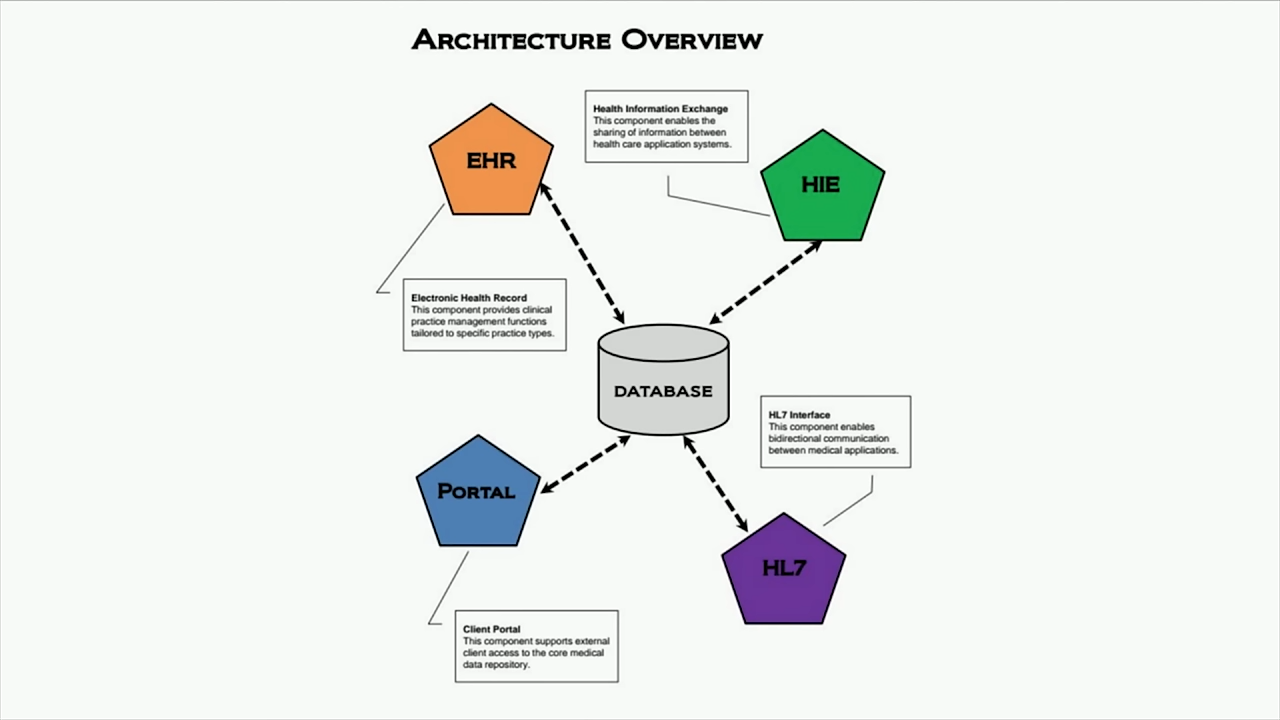 Architecture Overview
EHR
Health Information Exchange
This component enables the
sharing of information between
health care application systems.
HIE
Electronic Health Record
This component provides clinical
practice management functions
tailored to specific practice types.
DATABASE
HL7 Interface
This component enables
bidirectional communication
between medical applications.
Portal
HL7
Client Portal
This component supports external
client access to the core medical
data repository.